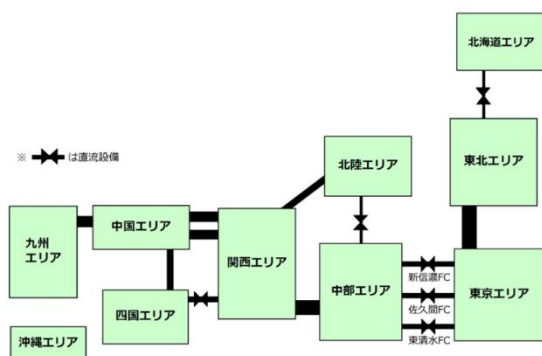 北海道エリア
※ は直流設備
北陸エリア
東北エリア
九州
エリア
中国エリア
関西エリア
中部エリア
新信濃FC
東京エリア
四国エリア
佐久間FC
東清水FC
沖縄エリア